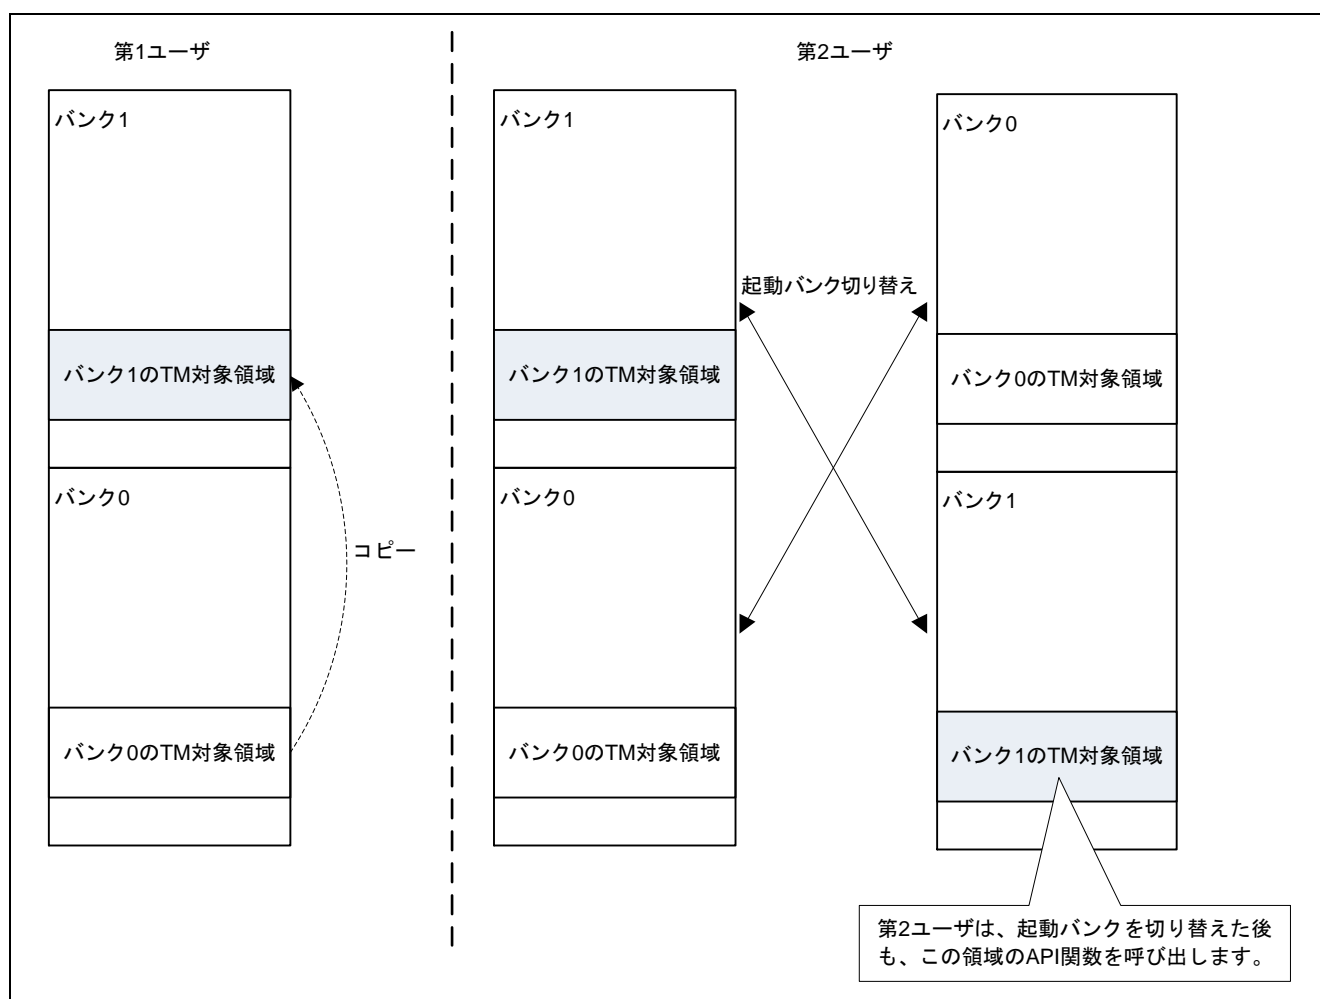 第1ユーザ
第2ユーザ
バンク1
バンク1のTM対象領域
バンク0
バンク0のTM対象領域
コピー
バンク1
バンク1のTM対象領域
バンク0
バンク0のTM対象領域
起動バンク切り替え
バンク0
バンク0のTM対象領域
バンク1
バンク1のTM対象領域
第2ユーザは、起動バンクを切り替えた後
も、この領域のAPI関数を呼び出します。